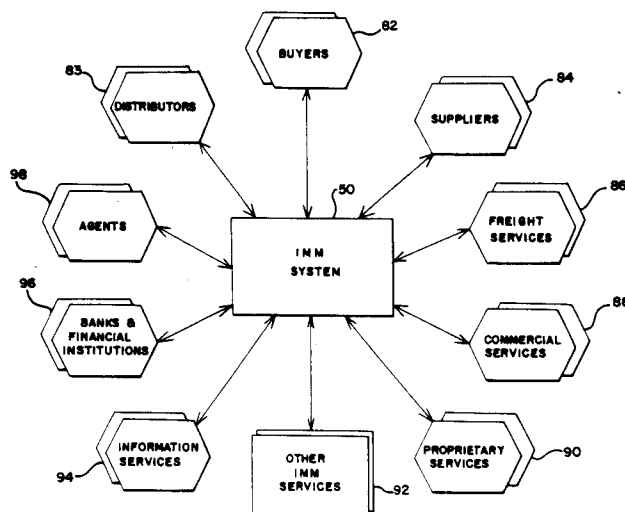 82
BUYERS
83
DISTRIBUTORS
84
SUPPLIERS
98
AGENTS
50
IMM
SYSTEM
86
FREIGHT
SERVICES
96
BANKS &
FINANCIAL
INSTITUTIONS
88
COMMERCIAL
SERVICES
INFORMATION
SERVICES
94
OTHER
IMM
SERVICES
92
PROPRIETARY
SERVICES
90